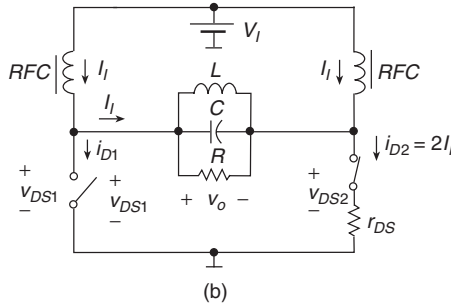 V_I
RFC
I_I
I_I
RFC
L
I_I
C
i_D1
R
i_D2 = 2I_I
+
v_DS1
−
+
v_DS1
−
+ v_o −
+
v_DS2
−
r_DS
(b)